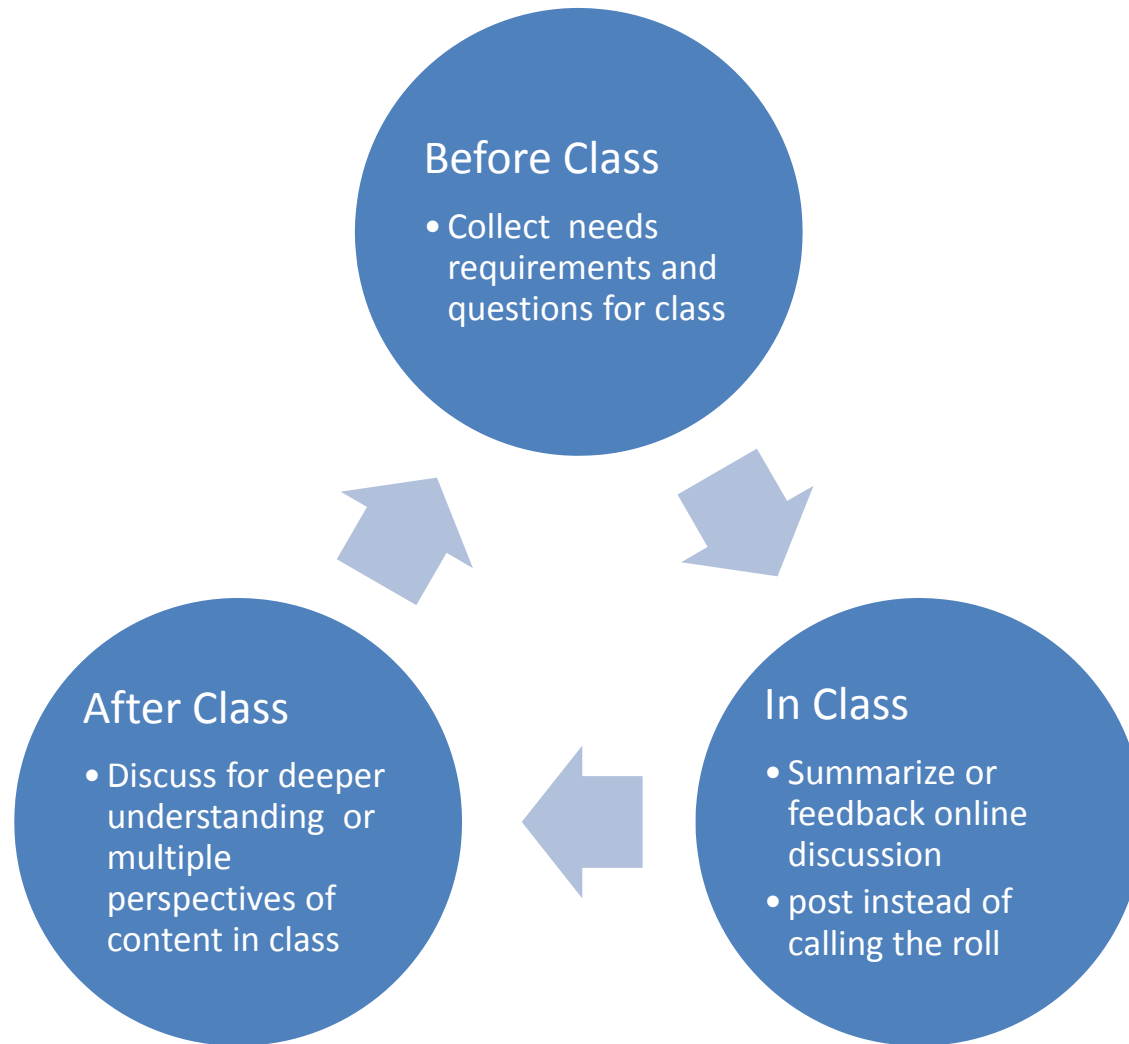 Before Class
• Collect needs
requirements and
questions for class
In Class
• Summarize or
feedback online
discussion
• post instead of
calling the roll
After Class
• Discuss for deeper
understanding or
multiple
perspectives of
content in class